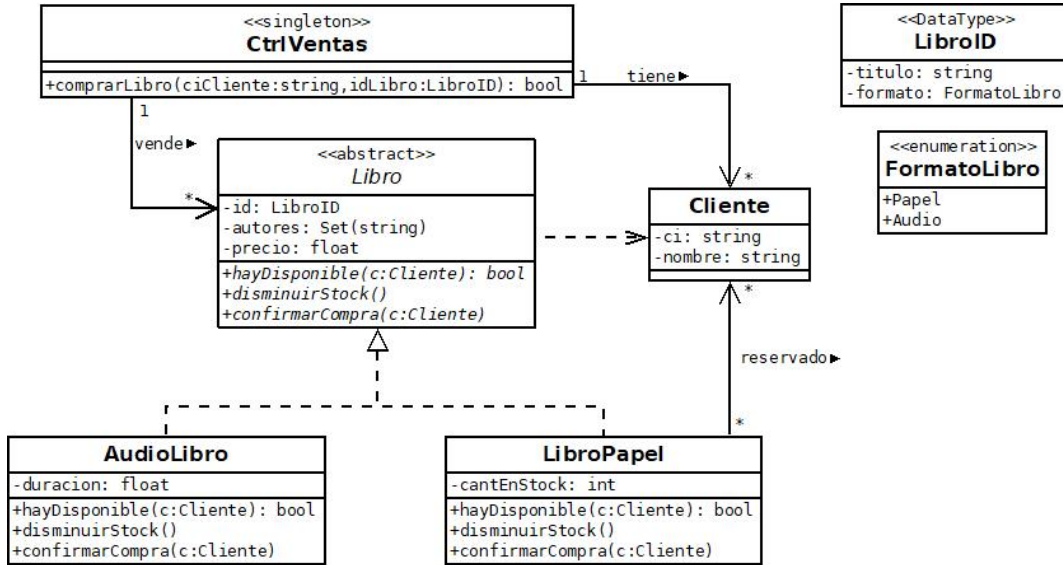 <<singleton>>
CtrlVentas
+comprarLibro(ciCliente:string,idLibro:LibroID): bool
<<DataType>>
LibroID
-titulo: string
-formato: FormatoLibro
1
vende▶
*
1
tiene▶
*
<<enumeration>>
FormatoLibro
+Papel
+Audio
<<abstract>>
Libro
-id: LibroID
-autores: Set(string)
-precio: float
+hayDisponible(c:Cliente): bool
+disminuirStock()
+confirmarCompra(c:Cliente)
Cliente
-ci: string
-nombre: string
*
reservado▶
*
AudioLibro
-duracion: float
+hayDisponible(c:Cliente): bool
+disminuirStock()
+confirmarCompra(c:Cliente)
LibroPapel
-cantEnStock: int
+hayDisponible(c:Cliente): bool
+disminuirStock()
+confirmarCompra(c:Cliente)